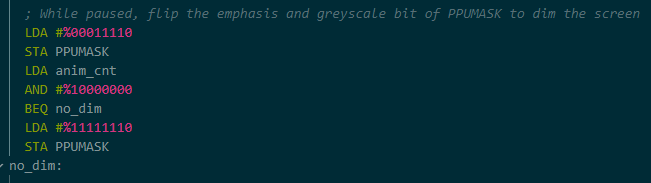 ; While paused, flip the emphasis and greyscale bit of PPUMASK to dim the screen
LDA #%00011110
STA PPUMASK
LDA anim_cnt
AND #%10000000
BEQ no_dim
LDA #%11111110
STA PPUMASK
no_dim: